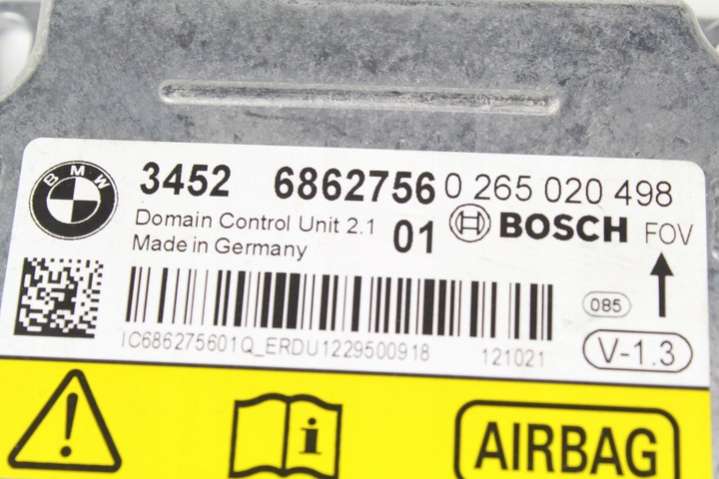 BMW
3452 6862756 0 265 020 498
Domain Control Unit 2.1 01 BOSCH FOV
Made in Germany
085
IC686275601Q_ERDU1229500918 121021
V-1.3
AIRBAG